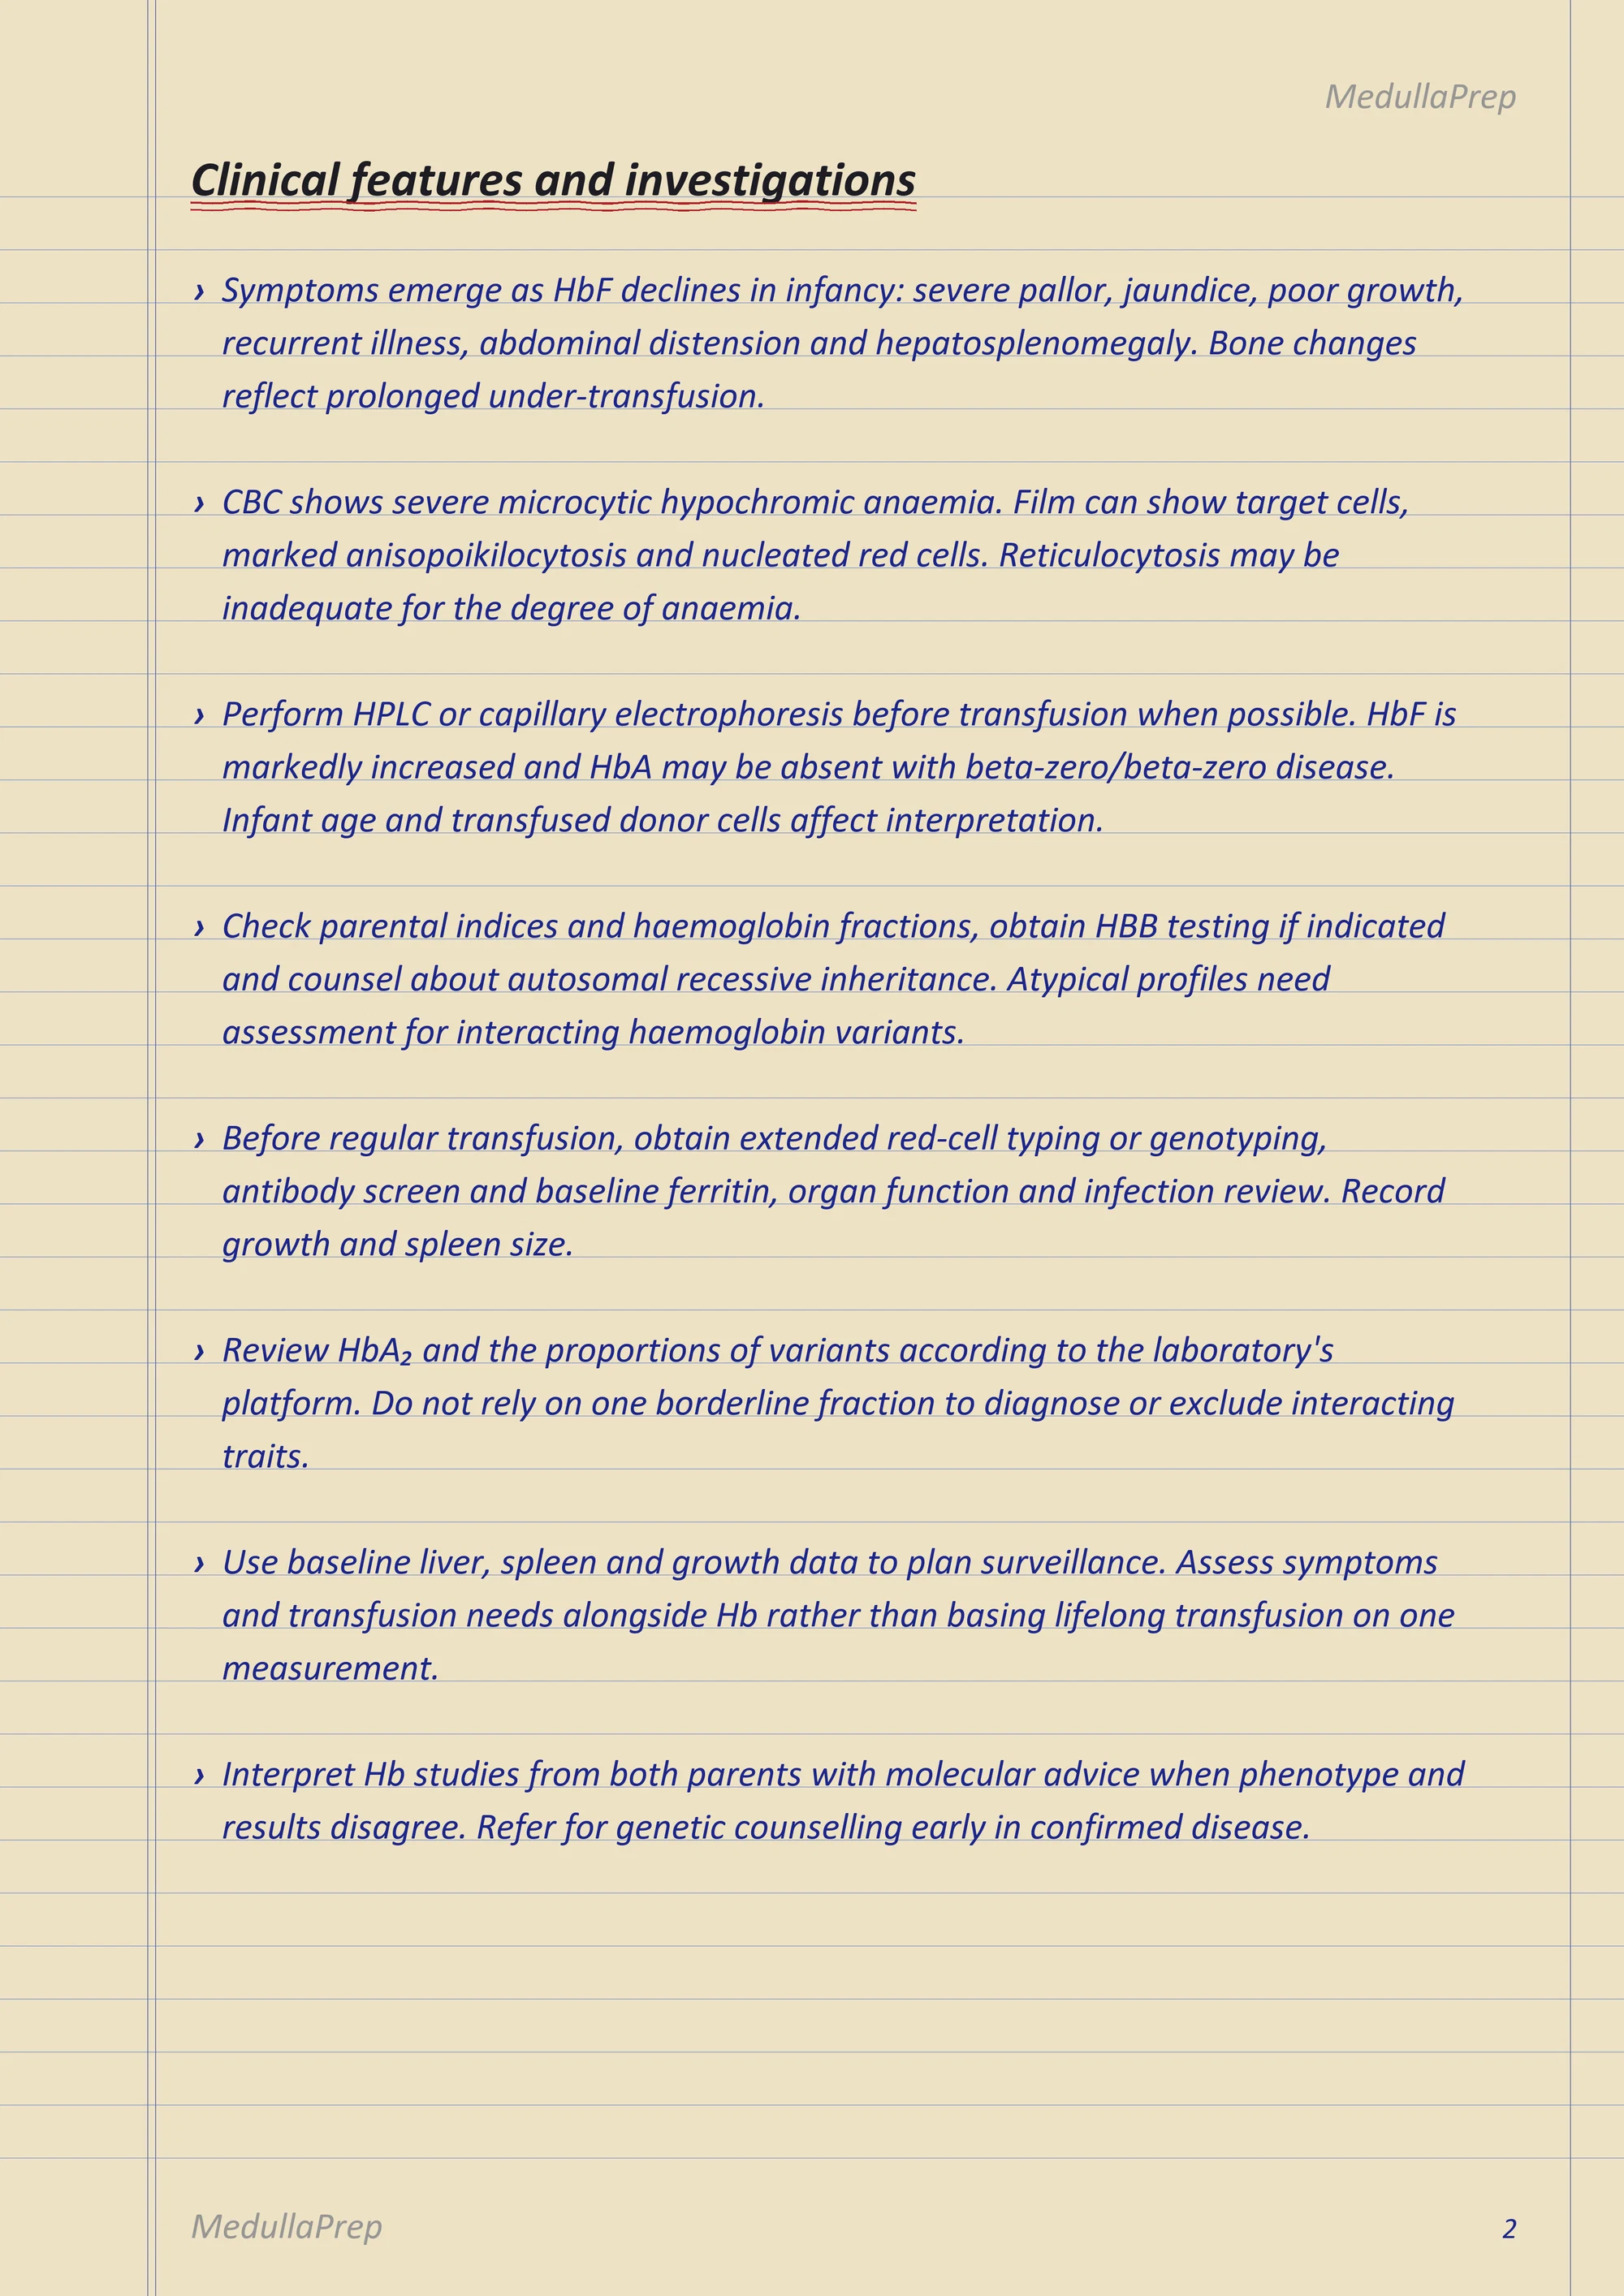 MedullaPrep
Clinical features and investigations
› Symptoms emerge as HbF declines in infancy: severe pallor, jaundice, poor growth,
recurrent illness, abdominal distension and hepatosplenomegaly. Bone changes
reflect prolonged under-transfusion.
› CBC shows severe microcytic hypochromic anaemia. Film can show target cells,
marked anisopoikilocytosis and nucleated red cells. Reticulocytosis may be
inadequate for the degree of anaemia.
› Perform HPLC or capillary electrophoresis before transfusion when possible. HbF is
markedly increased and HbA may be absent with beta-zero/beta-zero disease.
Infant age and transfused donor cells affect interpretation.
› Check parental indices and haemoglobin fractions, obtain HBB testing if indicated
and counsel about autosomal recessive inheritance. Atypical profiles need
assessment for interacting haemoglobin variants.
› Before regular transfusion, obtain extended red-cell typing or genotyping,
antibody screen and baseline ferritin, organ function and infection review. Record
growth and spleen size.
› Review HbA₂ and the proportions of variants according to the laboratory's
platform. Do not rely on one borderline fraction to diagnose or exclude interacting
traits.
› Use baseline liver, spleen and growth data to plan surveillance. Assess symptoms
and transfusion needs alongside Hb rather than basing lifelong transfusion on one
measurement.
› Interpret Hb studies from both parents with molecular advice when phenotype and
results disagree. Refer for genetic counselling early in confirmed disease.
MedullaPrep
2